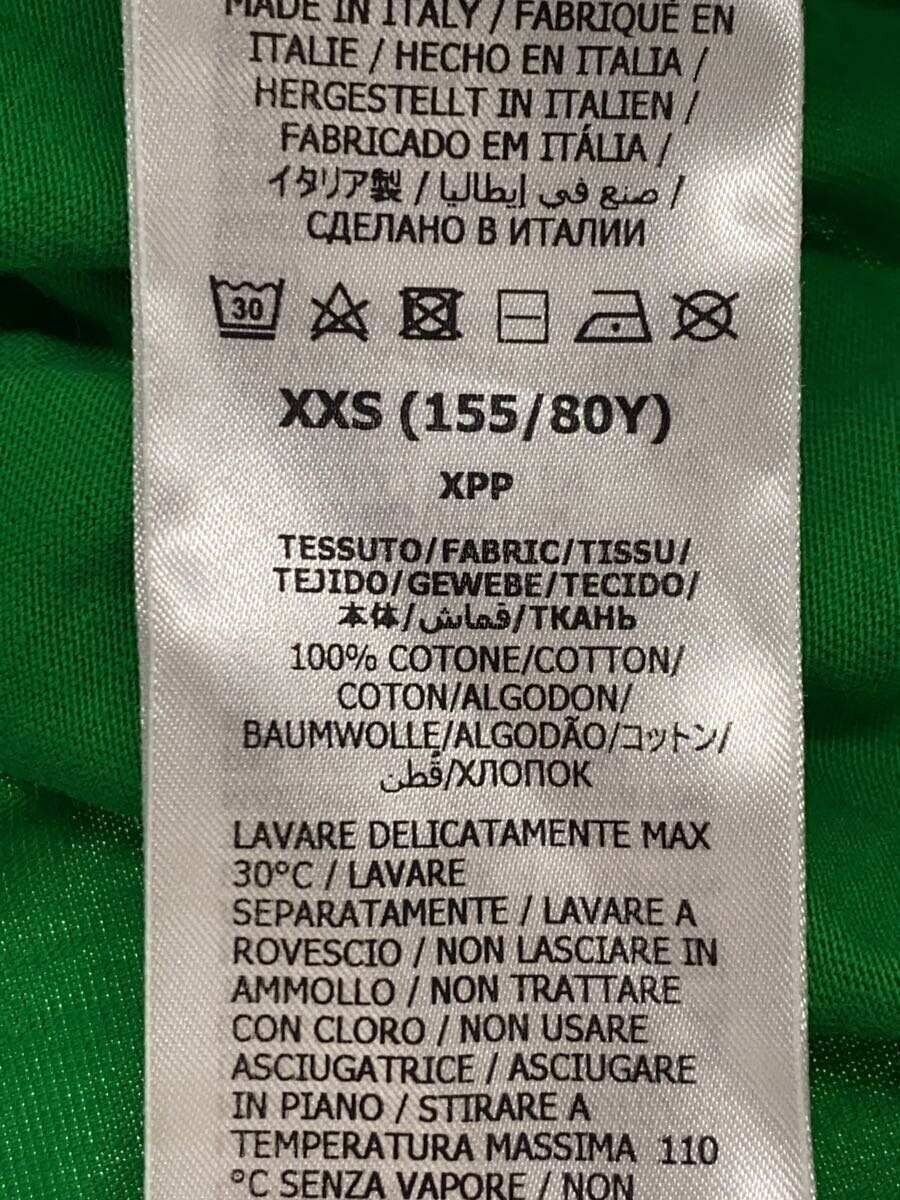 MADE IN ITALY / FABRIQUÉ EN
ITALIE / HECHO EN ITALIA /
HERGESTELLT IN ITALIEN /
FABRICADO EM ITÁLIA /
イタリア製 / صنع في إيطاليا /
СДЕЛАНО В ИТАЛИИ
30
XXS (155/80Y)
XPP
TESSUTO/FABRIC/TISSU/
TEJIDO/GEWEBE/TECIDO/
本体/قماش/ТКАНЬ
100% COTONE/COTTON/
COTON/ALGODON/
BAUMWOLLE/ALGODÃO/コットン/
قُطن/ХЛОПОК
LAVARE DELICATAMENTE MAX
30°C / LAVARE
SEPARATAMENTE / LAVARE A
ROVESCIO / NON LASCIARE IN
AMMOLLO / NON TRATTARE
CON CLORO / NON USARE
ASCIUGATRICE / ASCIUGARE
IN PIANO / STIRARE A
TEMPERATURA MASSIMA 110
°C SENZA VAPORE / NON